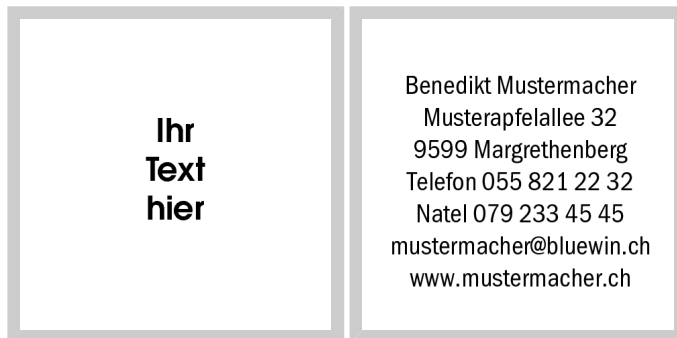 Ihr
Text
hier
Benedikt Mustermacher
Musterapfelallee 32
9599 Margrethenberg
Telefon 055 821 22 32
Natel 079 233 45 45
mustermacher@bluewin.ch
www.mustermacher.ch